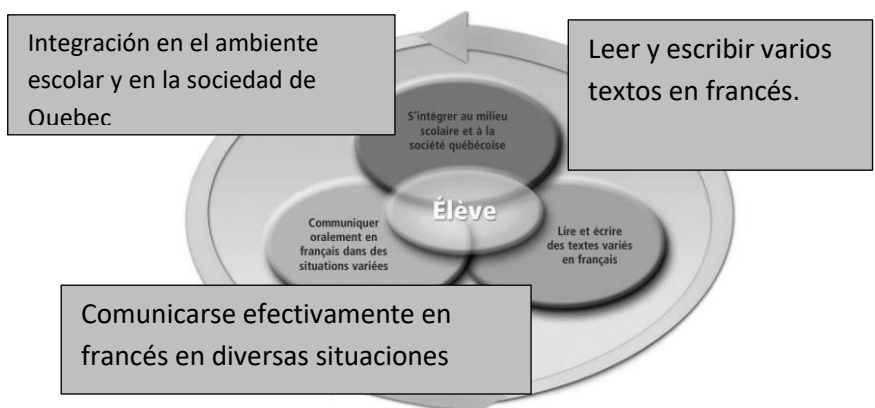 Integración en el ambiente
escolar y en la sociedad de
Quebec
Leer y escribir varios
textos en francés.
S'intégrer au milieu
scolaire et à la
société québécoise
Élève
Communiquer
oralement en
français dans des
situations variées
Lire et écrire
des textes variés
en français
Comunicarse efectivamente en
francés en diversas situaciones